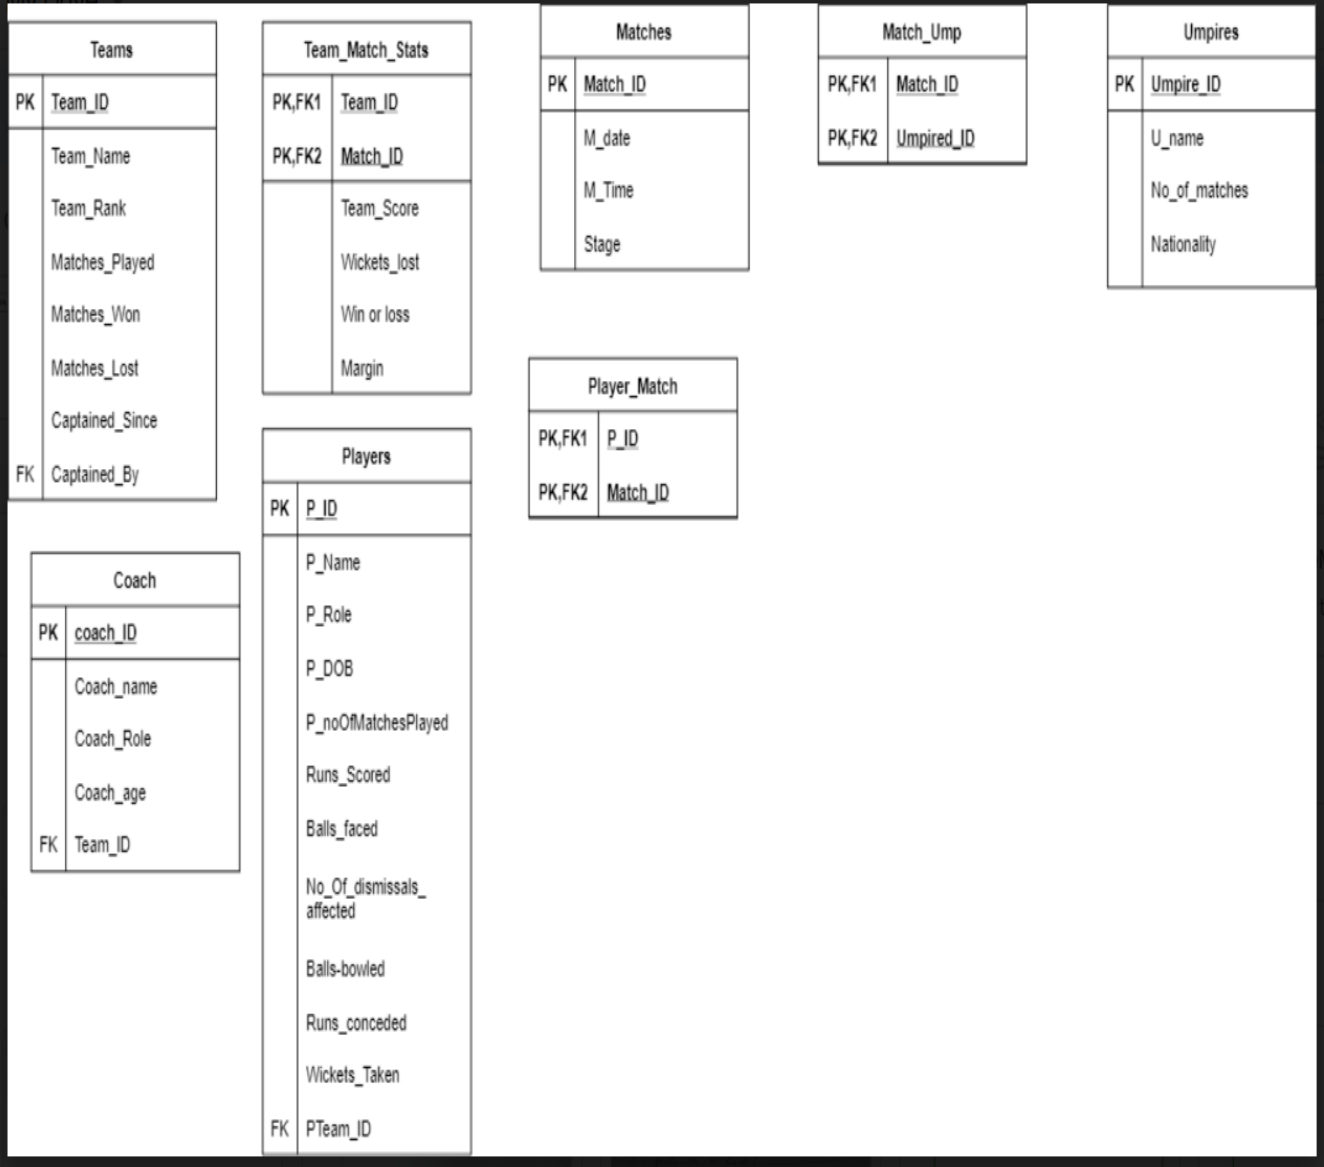 Teams
PK Team_ID
Team_Name
Team_Rank
Matches_Played
Matches_Won
Matches_Lost
Captained_Since
FK Captained_By
Team_Match_Stats
PK,FK1 Team_ID
PK,FK2 Match_ID
Team_Score
Wickets_lost
Win or loss
Margin
Matches
PK Match_ID
M_date
M_Time
Stage
Match_Ump
PK,FK1 Match_ID
PK,FK2 Umpired_ID
Umpires
PK Umpire_ID
U_name
No_of_matches
Nationality
Player_Match
PK,FK1 P_ID
PK,FK2 Match_ID
Players
PK P_ID
P_Name
P_Role
P_DOB
P_noOfMatchesPlayed
Runs_Scored
Balls_faced
No_Of_dismissals_
affected
Balls-bowled
Runs_conceded
Wickets_Taken
FK PTeam_ID
Coach
PK coach_ID
Coach_name
Coach_Role
Coach_age
FK Team_ID